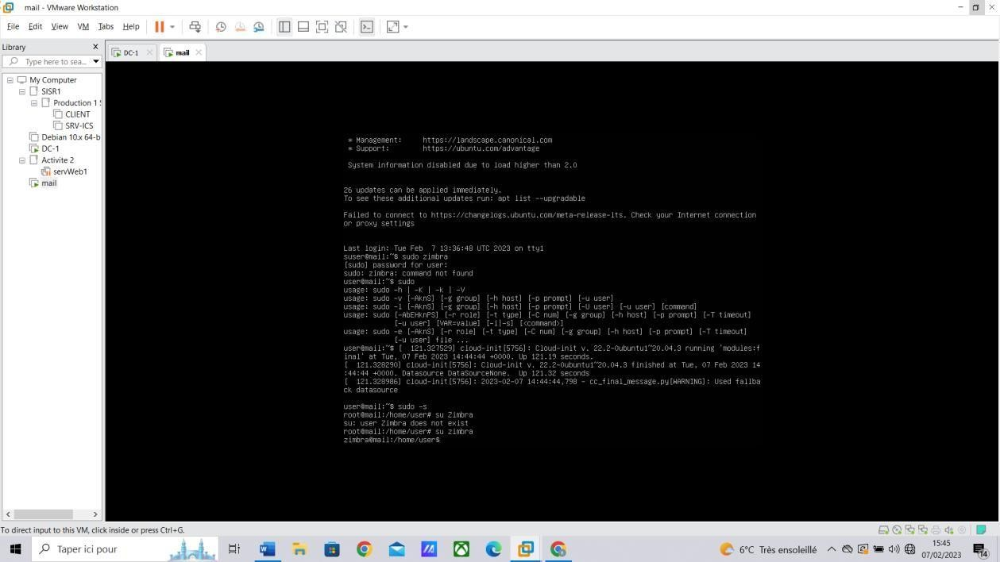 mail - VMware Workstation
File Edit View VM Tabs Help
Library
Type here to sea...
My Computer
SISR1
Production 1
CLIENT
SRV-ICS
Debian 10.x 64-b
DC-1
Activite 2
servWeb1
mail
DC-1
mail
* Management: https://landscape.canonical.com
* Support: https://ubuntu.com/advantage
System information disabled due to load higher than 2.0
26 updates can be applied immediately.
To see these additional updates run: apt list --upgradable
Failed to connect to https://changelogs.ubuntu.com/meta-release-lts. Check your Internet connection
or proxy settings
Last login: Tue Feb 7 13:36:48 UTC 2023 on tty1
suser@mail:~$ sudo zimbra
[sudo] password for user:
sudo: zimbra: command not found
user@mail:~$ sudo
usage: sudo -h | -K | -k | -V
usage: sudo -v [-AknS] [-g group] [-h host] [-p prompt] [-u user]
usage: sudo -l [-AknS] [-g group] [-h host] [-p prompt] [-U user] [-u user] [command]
usage: sudo [-AbEHknPS] [-r role] [-t type] [-C num] [-g group] [-h host] [-p prompt] [-T timeout]
[-u user] [VAR=value] [-i|-s] [<command>]
usage: sudo -e [-AknS] [-r role] [-t type] [-C num] [-g group] [-h host] [-p prompt] [-T timeout]
[-u user] file ...
user@mail:~$ [ 121.327529] cloud-init[5756]: Cloud-init v. 22.2-0ubuntu1~20.04.3 running 'modules:f
inal' at Tue, 07 Feb 2023 14:44:44 +0000. Up 121.19 seconds.
[ 121.328290] cloud-init[5756]: Cloud-init v. 22.2-0ubuntu1~20.04.3 finished at Tue, 07 Feb 2023 14
:44:44 +0000. Datasource DataSourceNone. Up 121.32 seconds
[ 121.328986] cloud-init[5756]: 2023-02-07 14:44:44,798 - cc_final_message.py[WARNING]: Used fallba
ck datasource
user@mail:~$ sudo -s
root@mail:/home/user# su Zimbra
su: user Zimbra does not exist
root@mail:/home/user# su zimbra
zimbra@mail:/home/user$
To direct input to this VM, click inside or press Ctrl+G.
Taper ici pour
6°C Très ensoleillé
15:45
07/02/2023
14